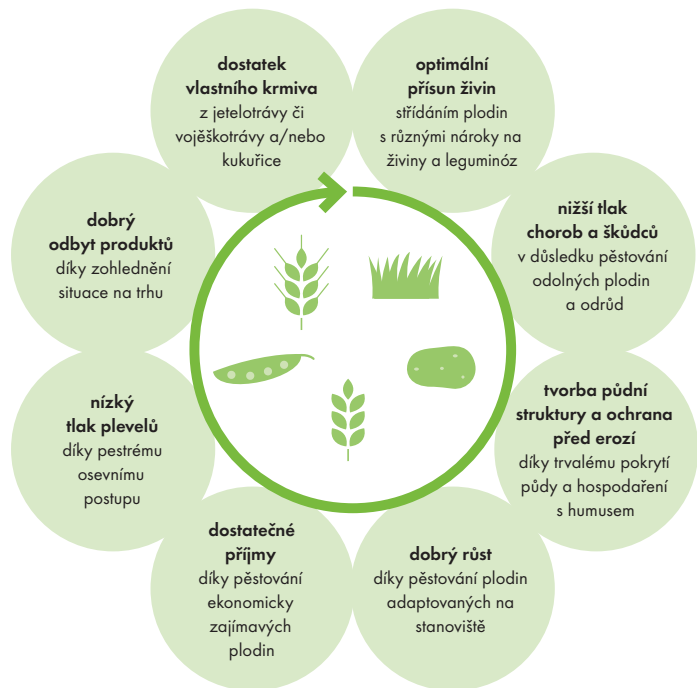 dostatek
vlastního krmiva
z jetelotrávy či
vojěškotrávy a/nebo
kukuřice
optimální
přísun živin
střídáním plodin
s různými nároky na
živiny a leguminóz
nižší tlak
chorob a škůdců
v důsledku pěstování
odolných plodin
a odrůd
tvorba půdní
struktury a ochrana
před erozí
díky trvalému pokrytí
půdy a hospodaření
s humusem
dobrý růst
díky pěstování plodin
adaptovaných na
stanoviště
dostatečné
příjmy
díky pěstování
ekonomicky
zajímavých
plodin
nízký
tlak plevelů
díky pestrému
osevnímu
postupu
dobrý
odbyt produktů
díky zohlednění
situace na trhu